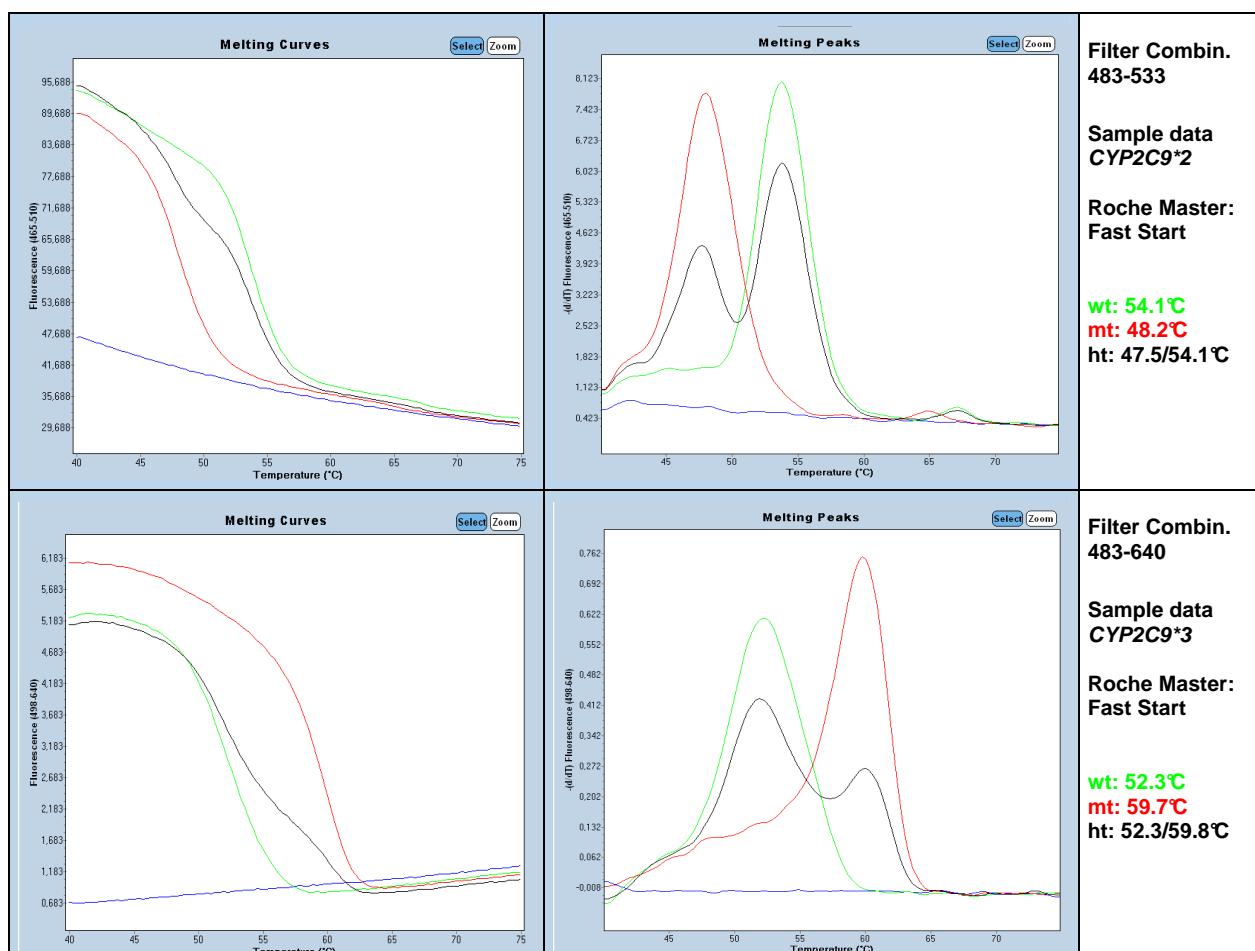 Melting Curves
Select Zoom
Fluorescence (465-510)
95,688
89,688
83,688
77,688
71,688
65,688
59,688
53,688
47,688
41,688
35,688
29,688
40 45 50 55 60 65 70 75
Temperature (°C)
Melting Peaks
Select Zoom
-(d/dT) Fluorescence (465-510)
8,123
7,423
6,723
6,023
5,323
4,623
3,923
3,223
2,523
1,823
1,123
0,423
45 50 55 60 65 70
Temperature (°C)
Filter Combin.
483-533
Sample data
CYP2C9*2
Roche Master:
Fast Start
wt: 54.1°C
mt: 48.2°C
ht: 47.5/54.1°C
Melting Curves
Select Zoom
Fluorescence (498-640)
6,183
5,683
5,183
4,683
4,183
3,683
3,183
2,683
2,183
1,683
1,183
0,683
40 45 50 55 60 65 70 75
Temperature (°C)
Melting Peaks
Select Zoom
-(d/dT) Fluorescence (498-640)
0,762
0,692
0,622
0,552
0,482
0,412
0,342
0,272
0,202
0,132
0,062
-0,008
45 50 55 60 65 70
Temperature (°C)
Filter Combin.
483-640
Sample data
CYP2C9*3
Roche Master:
Fast Start
wt: 52.3°C
mt: 59.7°C
ht: 52.3/59.8°C